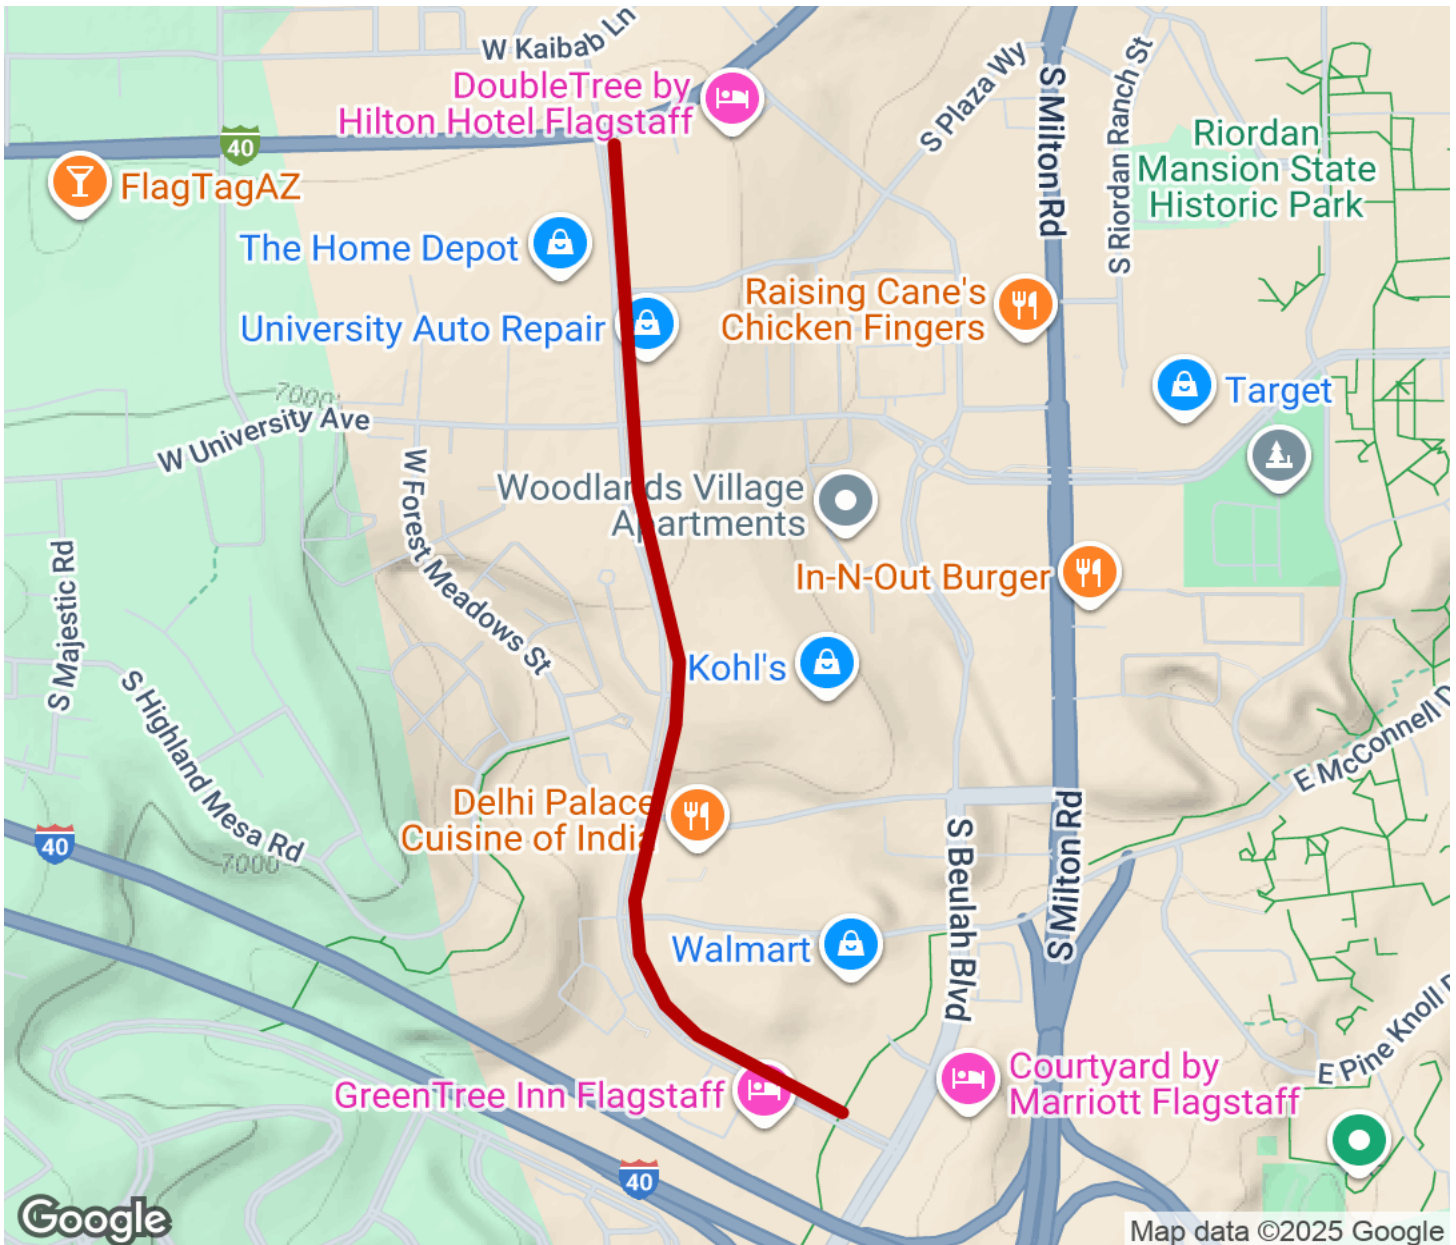 W Kaibab Ln
DoubleTree by
Hilton Hotel Flagstaff
S Plaza Wy
S Milton Rd
S Riordan Ranch St
Riordan
Mansion State
Historic Park
40
FlagTagAZ
The Home Depot
University Auto Repair
Raising Cane's
Chicken Fingers
Target
7000
W University Ave
W Forest Meadows St
Woodlands Village
Apartments
In-N-Out Burger
S Majestic Rd
Kohl's
S Highland Mesa Rd
E McConnell D
Delhi Palace
Cuisine of India
40
7000
S Beulah Blvd
S Milton Rd
Walmart
E Pine Knoll D
GreenTree Inn Flagstaff
Courtyard by
Marriott Flagstaff
40
Google
Map data ©2025 Google